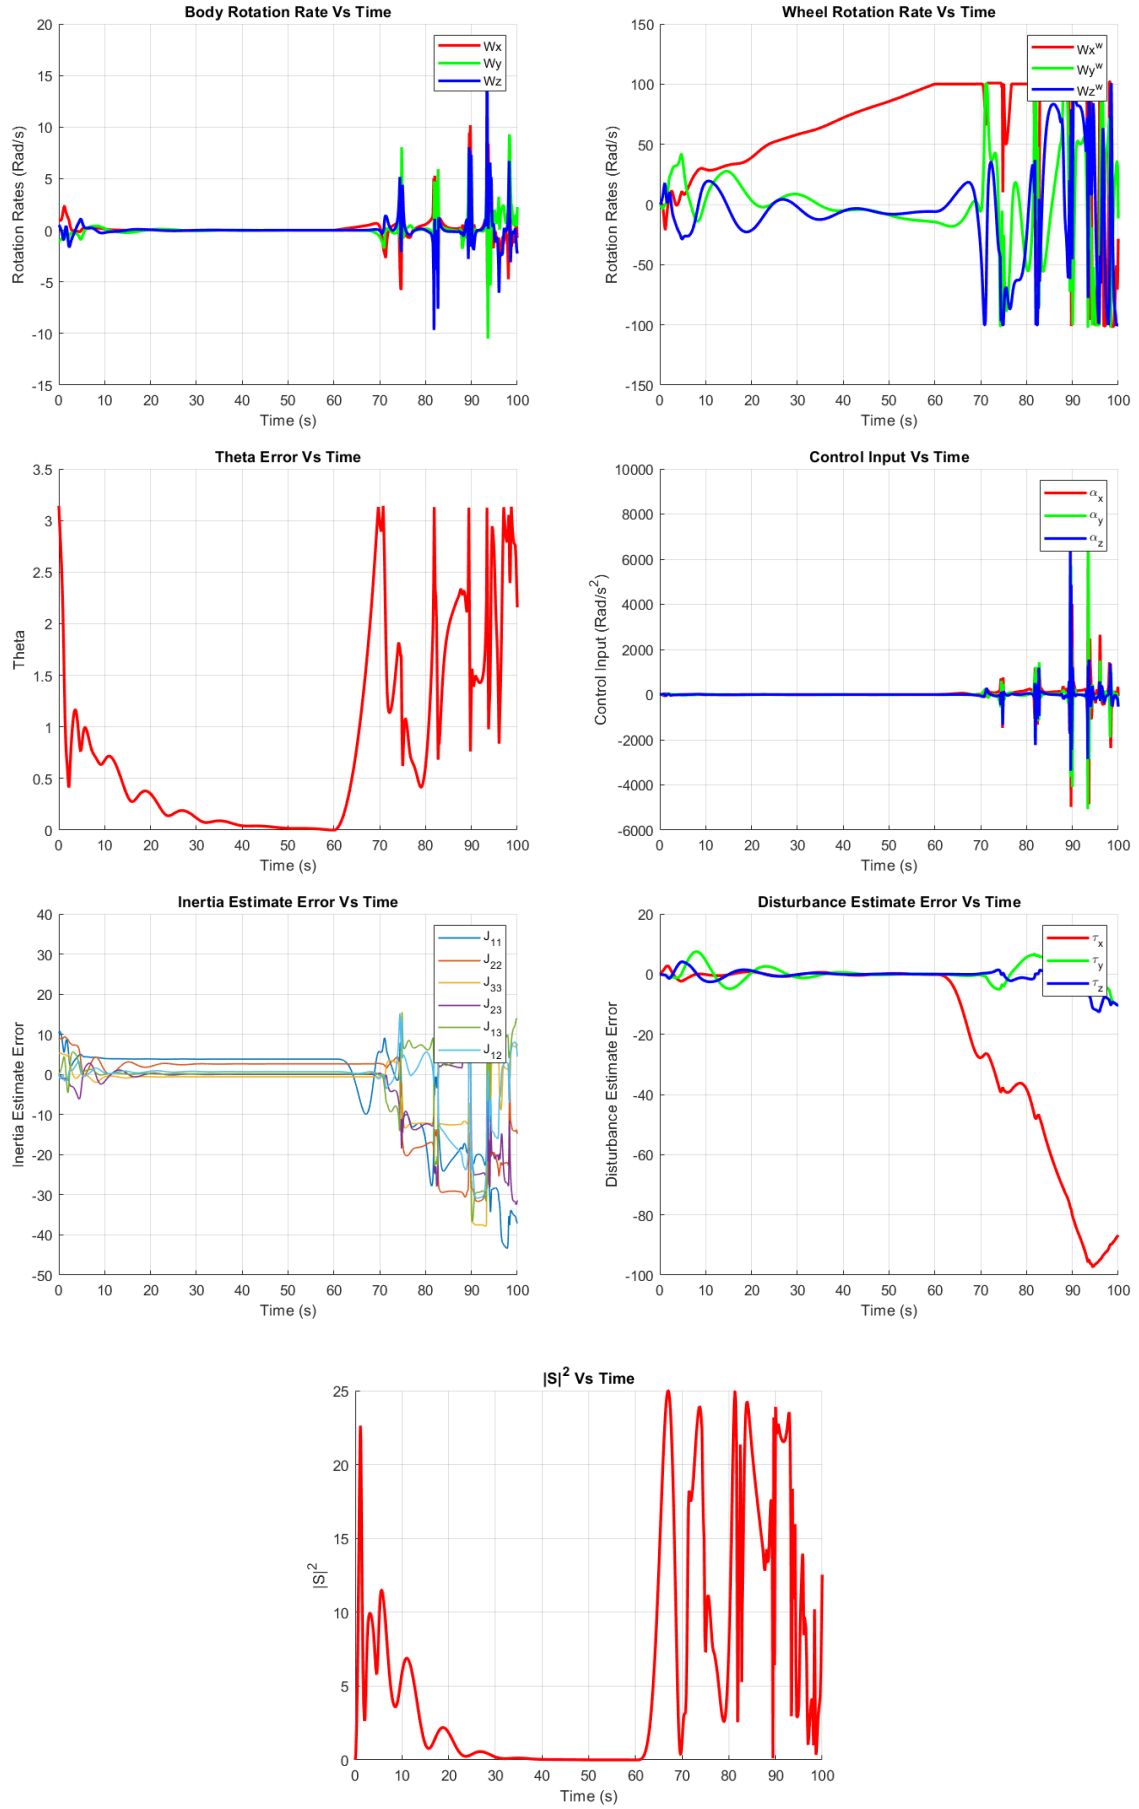 Body Rotation Rate Vs Time
20
15
10
5
0
-5
-10
-15
Rotation Rates (Rad/s)
Wx
Wy
Wz
0 10 20 30 40 50 60 70 80 90 100
Time (s)
Wheel Rotation Rate Vs Time
150
100
50
0
-50
-100
-150
Rotation Rates (Rad/s)
Wx^w
Wy^w
Wz^w
0 10 20 30 40 50 60 70 80 90 100
Time (s)
Theta Error Vs Time
3.5
3
2.5
2
1.5
1
0.5
0
Theta
0 10 20 30 40 50 60 70 80 90 100
Time (s)
Control Input Vs Time
10000
8000
6000
4000
2000
0
-2000
-4000
-6000
Control Input (Rad/s²)
α_x
α_y
α_z
0 10 20 30 40 50 60 70 80 90 100
Time (s)
Inertia Estimate Error Vs Time
40
30
20
10
0
-10
-20
-30
-40
-50
Inertia Estimate Error
J_11
J_22
J_33
J_23
J_13
J_12
0 10 20 30 40 50 60 70 80 90 100
Time (s)
Disturbance Estimate Error Vs Time
20
0
-20
-40
-60
-80
-100
Disturbance Estimate Error
τ_x
τ_y
τ_z
0 10 20 30 40 50 60 70 80 90 100
Time (s)
|S|² Vs Time
25
20
15
10
5
0
|S|²
0 10 20 30 40 50 60 70 80 90 100
Time (s)